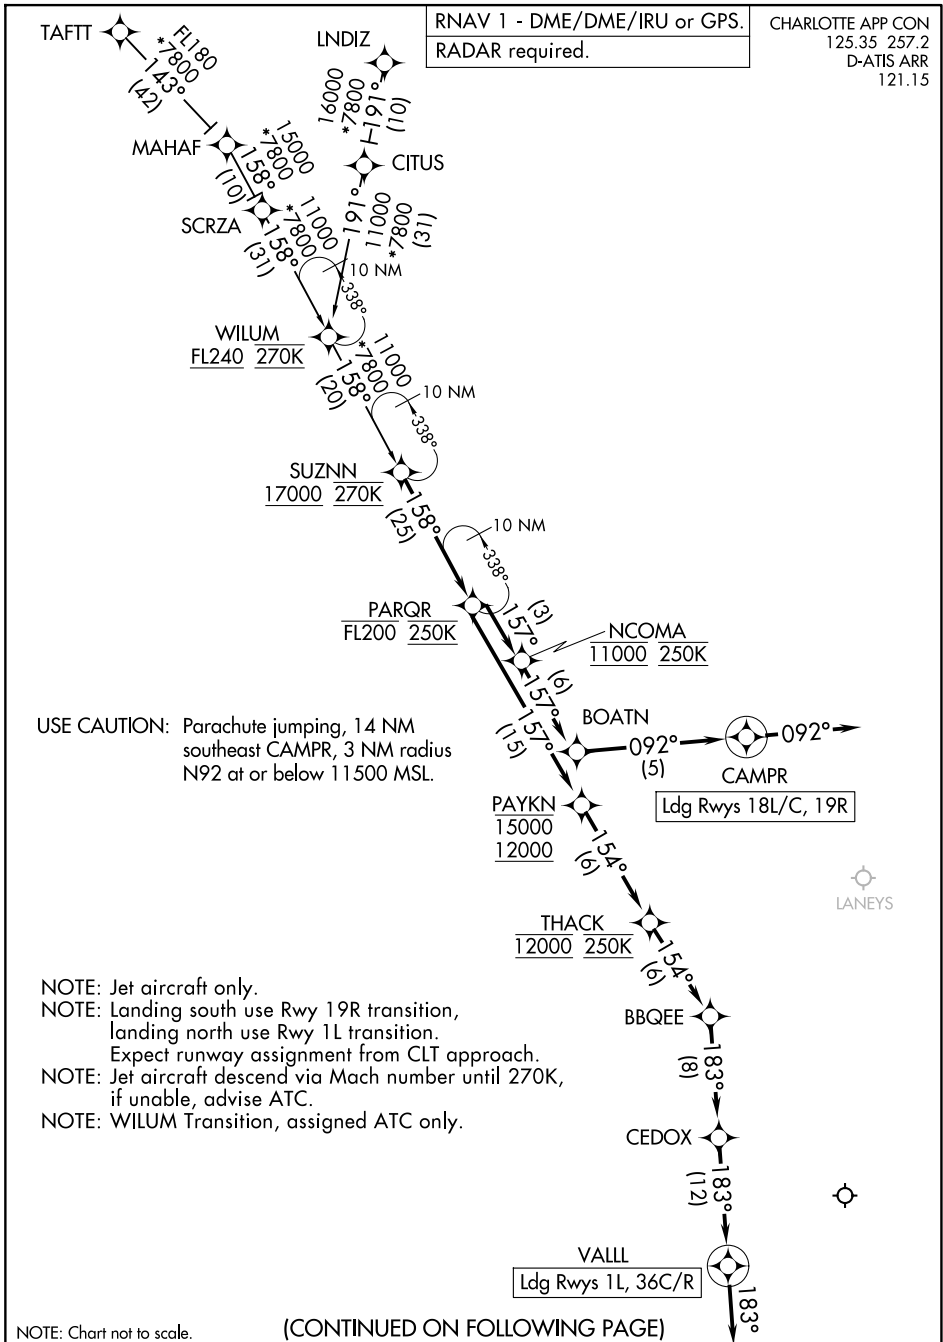 RNAV 1 - DME/DME/IRU or GPS.
RADAR required.
CHARLOTTE APP CON
125.35 257.2
D-ATIS ARR
121.15
TAFTT
FL180
*7800
143°
(42)
LNDIZ
16000
*7800
191°
(10)
MAHAF
15000
*7800
158°
(10)
CITUS
191°
11000
*7800
(31)
SCRZA
11000
*7800
158°
(31)
10 NM
338°
WILUM
FL240 270K
11000
*7800
158°
(20)
10 NM
338°
SUZNN
17000 270K
158°
(25)
10 NM
338°
PARQR
FL200 250K
(3)
157°
NCOMA
11000 250K
(6)
157°
157°
(15)
BOATN
092°
(5)
092°
CAMPR
Ldg Rwys 18L/C, 19R
USE CAUTION: Parachute jumping, 14 NM
southeast CAMPR, 3 NM radius
N92 at or below 11500 MSL.
PAYKN
15000
12000
154°
(6)
LANEYS
THACK
12000 250K
154°
(6)
NOTE: Jet aircraft only.
NOTE: Landing south use Rwy 19R transition,
landing north use Rwy 1L transition.
Expect runway assignment from CLT approach.
NOTE: Jet aircraft descend via Mach number until 270K,
if unable, advise ATC.
NOTE: WILUM Transition, assigned ATC only.
BBQEE
183°
(8)
CEDOX
183°
(12)
VALLL
Ldg Rwys 1L, 36C/R
183°
NOTE: Chart not to scale.
(CONTINUED ON FOLLOWING PAGE)